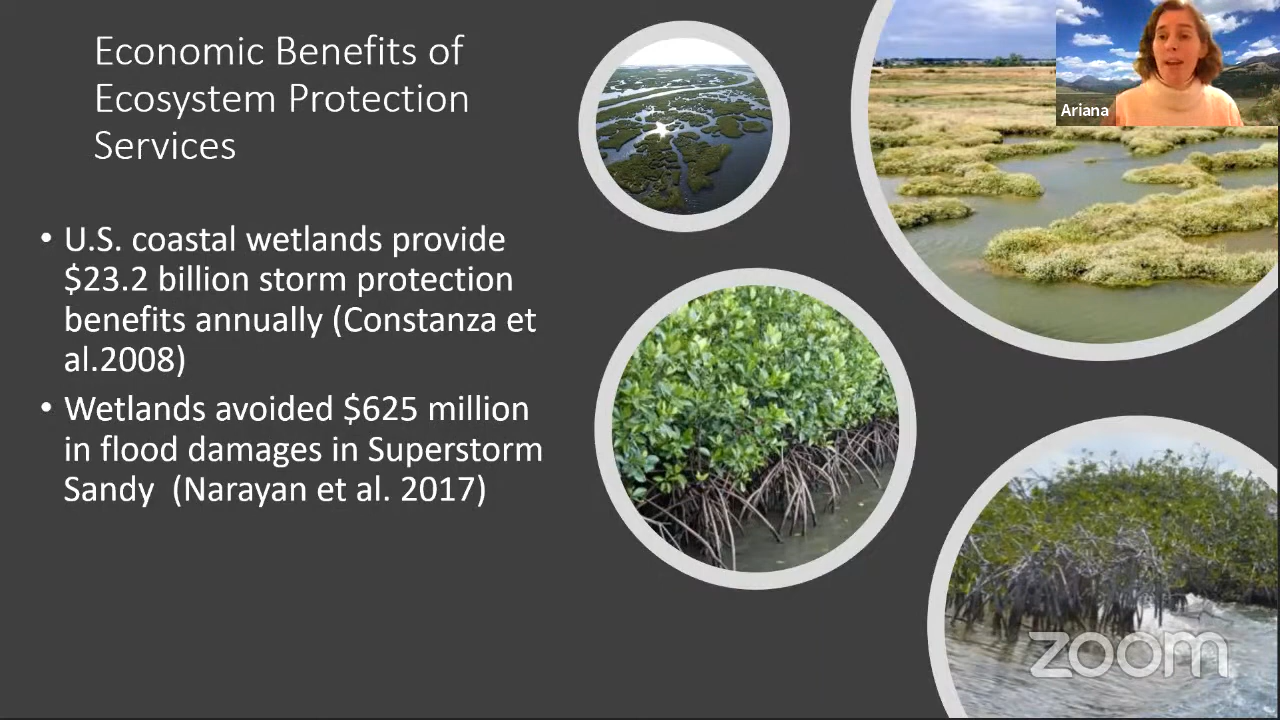 Economic Benefits of
Ecosystem Protection
Services
• U.S. coastal wetlands provide
$23.2 billion storm protection
benefits annually (Constanza et
al.2008)
• Wetlands avoided $625 million
in flood damages in Superstorm
Sandy (Narayan et al. 2017)
Ariana
zoom